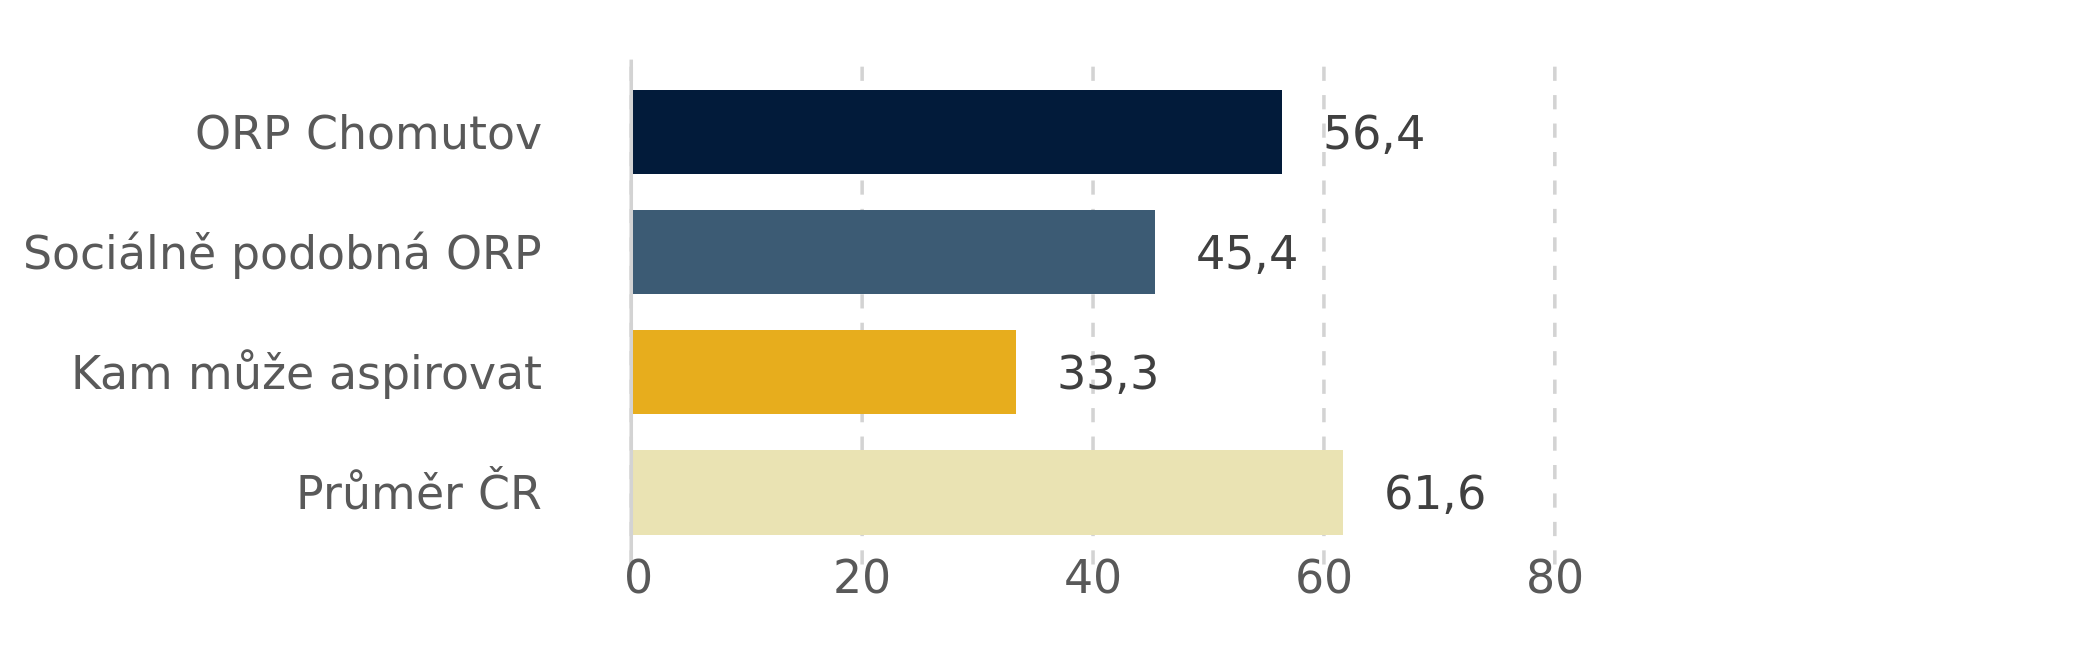 ORP Chomutov 56,4
Sociálně podobná ORP 45,4
Kam může aspirovat 33,3
Průměr ČR 61,6
0 20 40 60 80